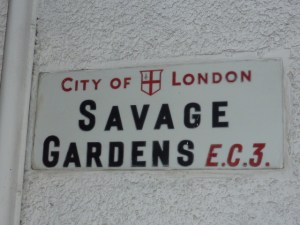 CITY OF LONDON
SAVAGE
GARDENS E.C.3.